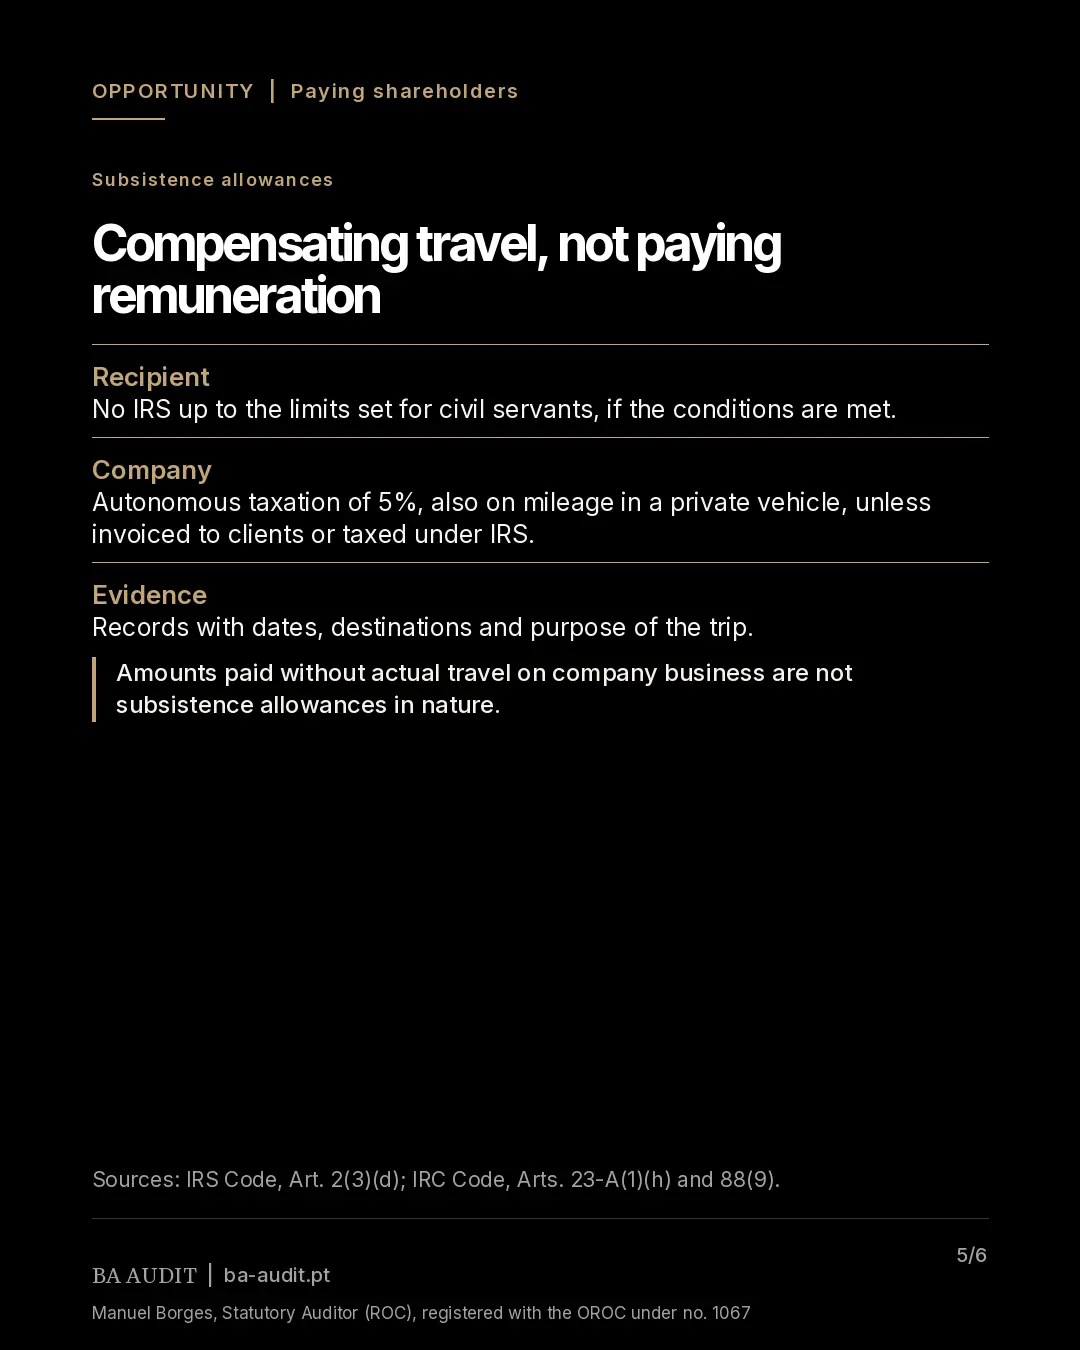 OPPORTUNITY | Paying shareholders
Subsistence allowances
Compensating travel, not paying
remuneration
Recipient
No IRS up to the limits set for civil servants, if the conditions are met.
Company
Autonomous taxation of 5%, also on mileage in a private vehicle, unless
invoiced to clients or taxed under IRS.
Evidence
Records with dates, destinations and purpose of the trip.
Amounts paid without actual travel on company business are not
subsistence allowances in nature.
Sources: IRS Code, Art. 2(3)(d); IRC Code, Arts. 23-A(1)(h) and 88(9).
5/6
BA AUDIT | ba-audit.pt
Manuel Borges, Statutory Auditor (ROC), registered with the OROC under no. 1067